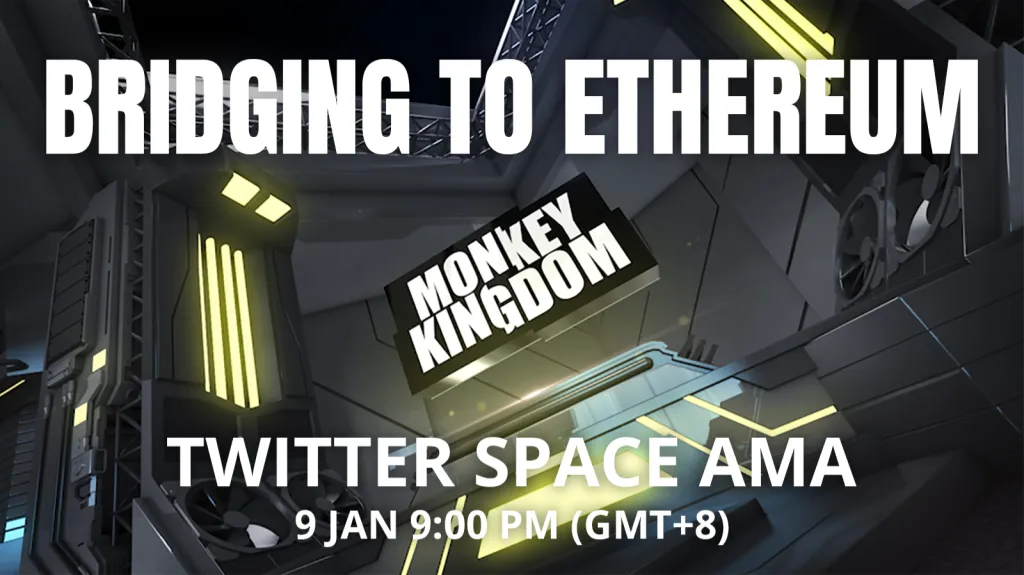 BRIDGING TO ETHEREUM
MONKEY
KINGDOM
TWITTER SPACE AMA
9 JAN 9:00 PM (GMT+8)